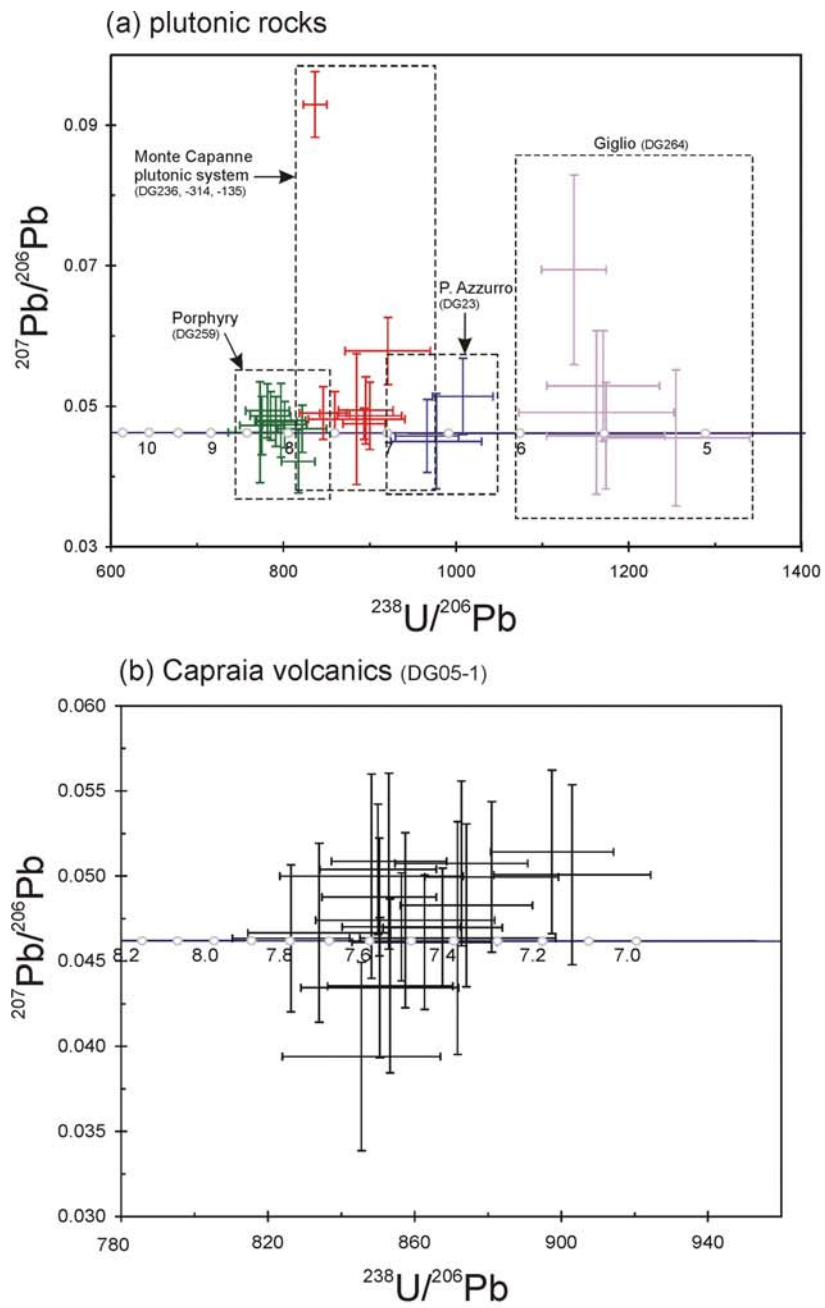 (a) plutonic rocks
0.09
0.07
0.05
0.03
207Pb/206Pb
Monte Capanne
plutonic system
(DG236, -314, -135)
Giglio (DG264)
P. Azzurro
(DG23)
Porphyry
(DG259)
10 9 8 7 6 5
600 800 1000 1200 1400
238U/206Pb
(b) Capraia volcanics (DG05-1)
0.060
0.055
0.050
0.045
0.040
0.035
0.030
207Pb/206Pb
8.2 8.0 7.8 7.6 7.4 7.2 7.0
780 820 860 900 940
238U/206Pb